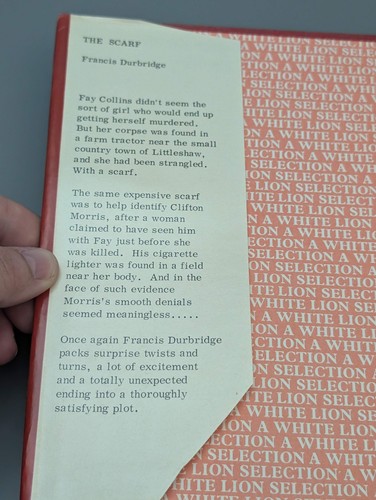 THE SCARF
Francis Durbridge
Fay Collins didn't seem the
sort of girl who would end up
getting herself murdered.
But her corpse was found in
a farm tractor near the small
country town of Littleshaw,
and she had been strangled.
With a scarf.
The same expensive scarf
was to help identify Clifton
Morris, after a woman
claimed to have seen him
with Fay just before she
was killed. His cigarette
lighter was found in a field
near her body. And in the
face of such evidence
Morris's smooth denials
seemed meaningless.....
Once again Francis Durbridge
packs surprise twists and
turns, a lot of excitement
and a totally unexpected
ending into a thoroughly
satisfying plot.
A WHITE LION SELECTION
A WHITE LION SELECTION
A WHITE LION SELECTION
A WHITE LION SELECTION